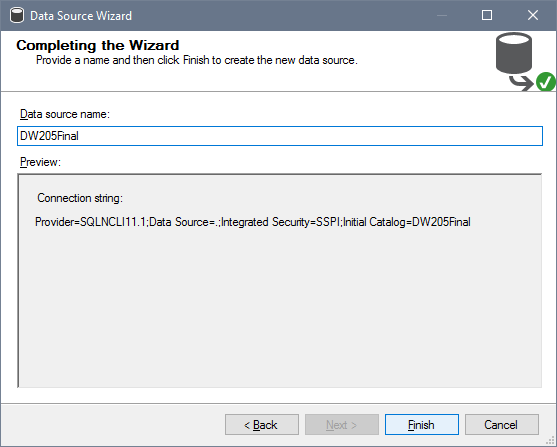 Data Source Wizard
Completing the Wizard
Provide a name and then click Finish to create the new data source.
Data source name:
DW205Final
Preview:
Connection string:
Provider=SQLNCLI11.1;Data Source=.;Integrated Security=SSPI;Initial Catalog=DW205Final
< Back Next > Finish Cancel